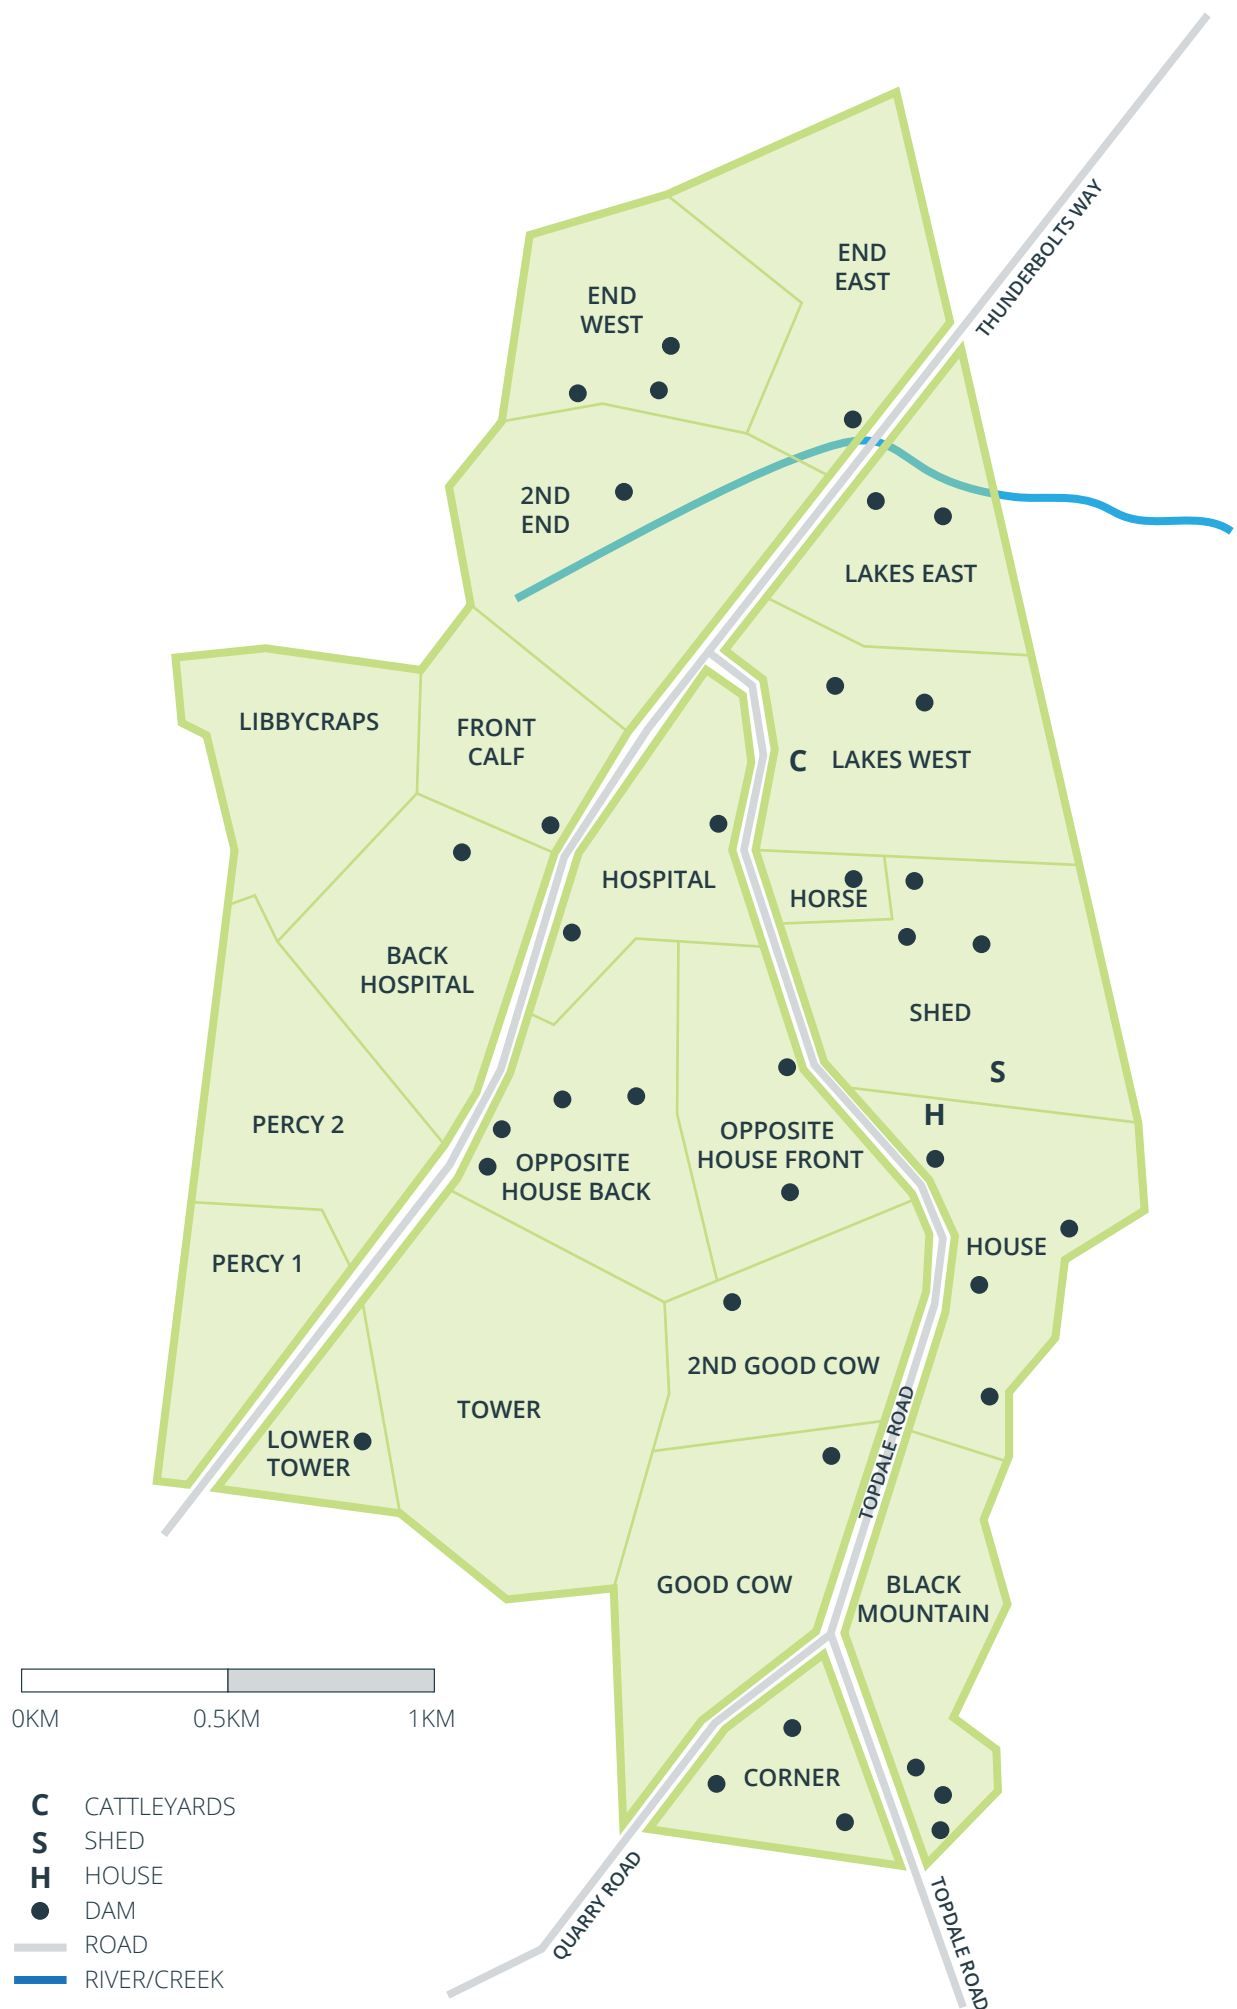 THUNDERBOLTS WAY
END
EAST
END
WEST
2ND
END
LAKES EAST
LIBBYCRAPS
FRONT
CALF
C
LAKES WEST
HOSPITAL
HORSE
BACK
HOSPITAL
SHED
S
H
PERCY 2
OPPOSITE
HOUSE FRONT
OPPOSITE
HOUSE BACK
HOUSE
PERCY 1
2ND GOOD COW
TOWER
TOPDALE ROAD
LOWER
TOWER
GOOD COW
BLACK
MOUNTAIN
CORNER
QUARRY ROAD
TOPDALE ROAD
0KM 0.5KM 1KM
C CATTLEYARDS
S SHED
H HOUSE
DAM
ROAD
RIVER/CREEK